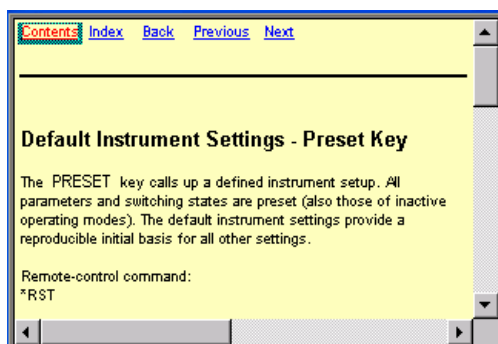 Contents Index Back Previous Next
Default Instrument Settings - Preset Key
The PRESET key calls up a defined instrument setup. All
parameters and switching states are preset (also those of inactive
operating modes). The default instrument settings provide a
reproducible initial basis for all other settings.
Remote-control command:
*RST